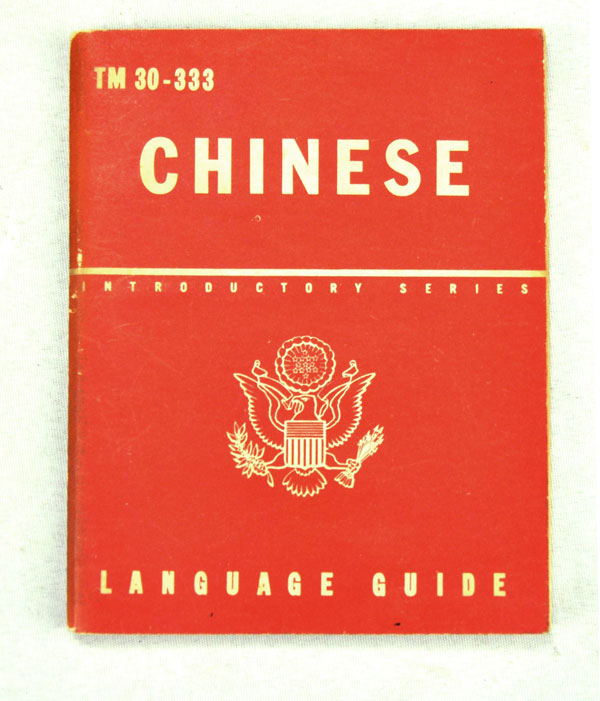 TM 30-333
CHINESE
INTRODUCTORY SERIES
LANGUAGE GUIDE